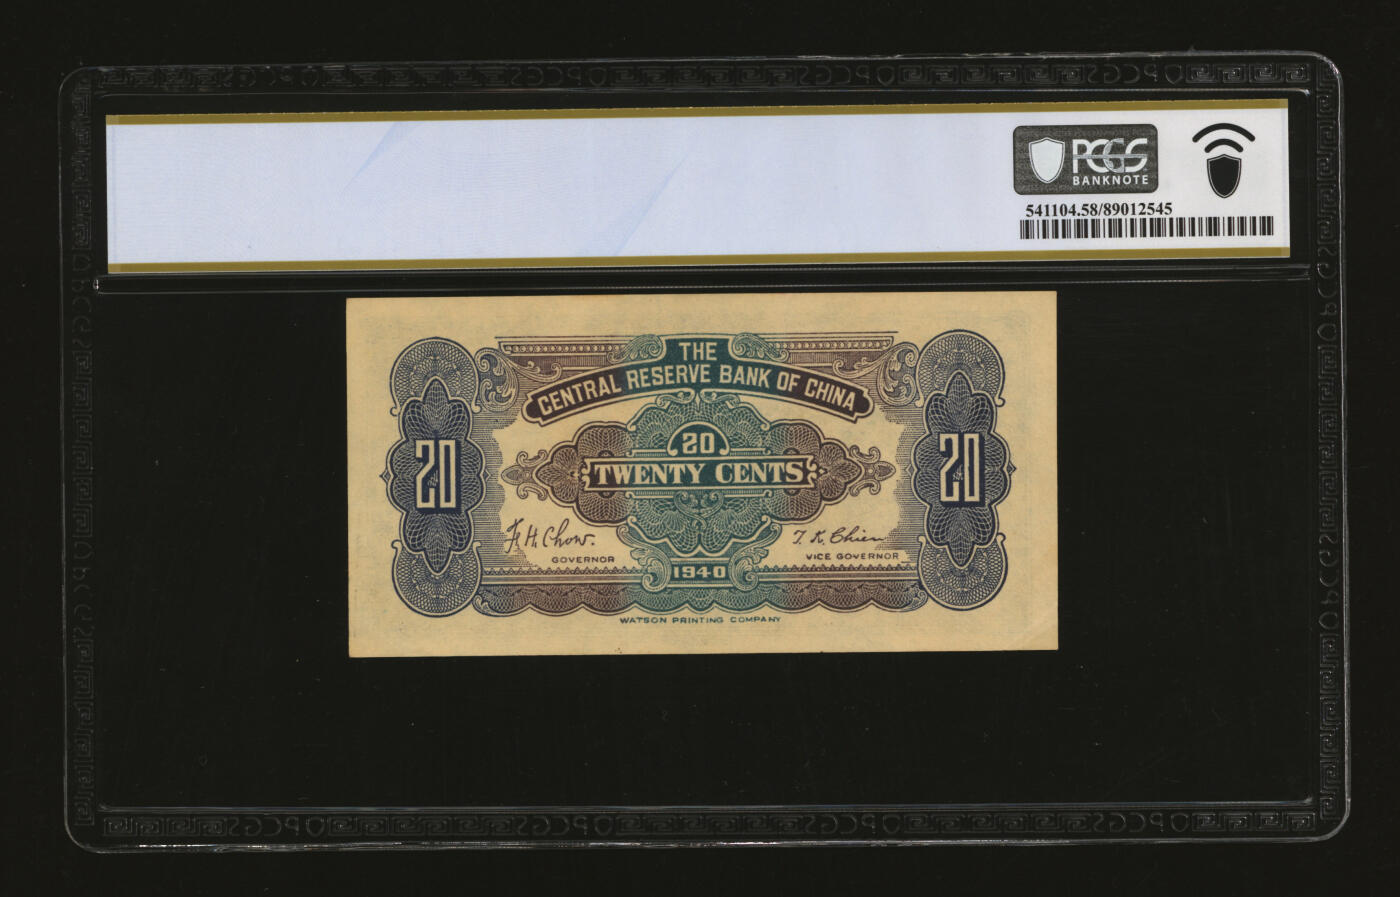 PCGS
BANKNOTE
541104.58/89012545
THE
CENTRAL RESERVE BANK OF CHINA
20
20
20
TWENTY CENTS
F. H. Chow.
T. K. Chien
GOVERNOR
VICE GOVERNOR
1940
WATSON PRINTING COMPANY